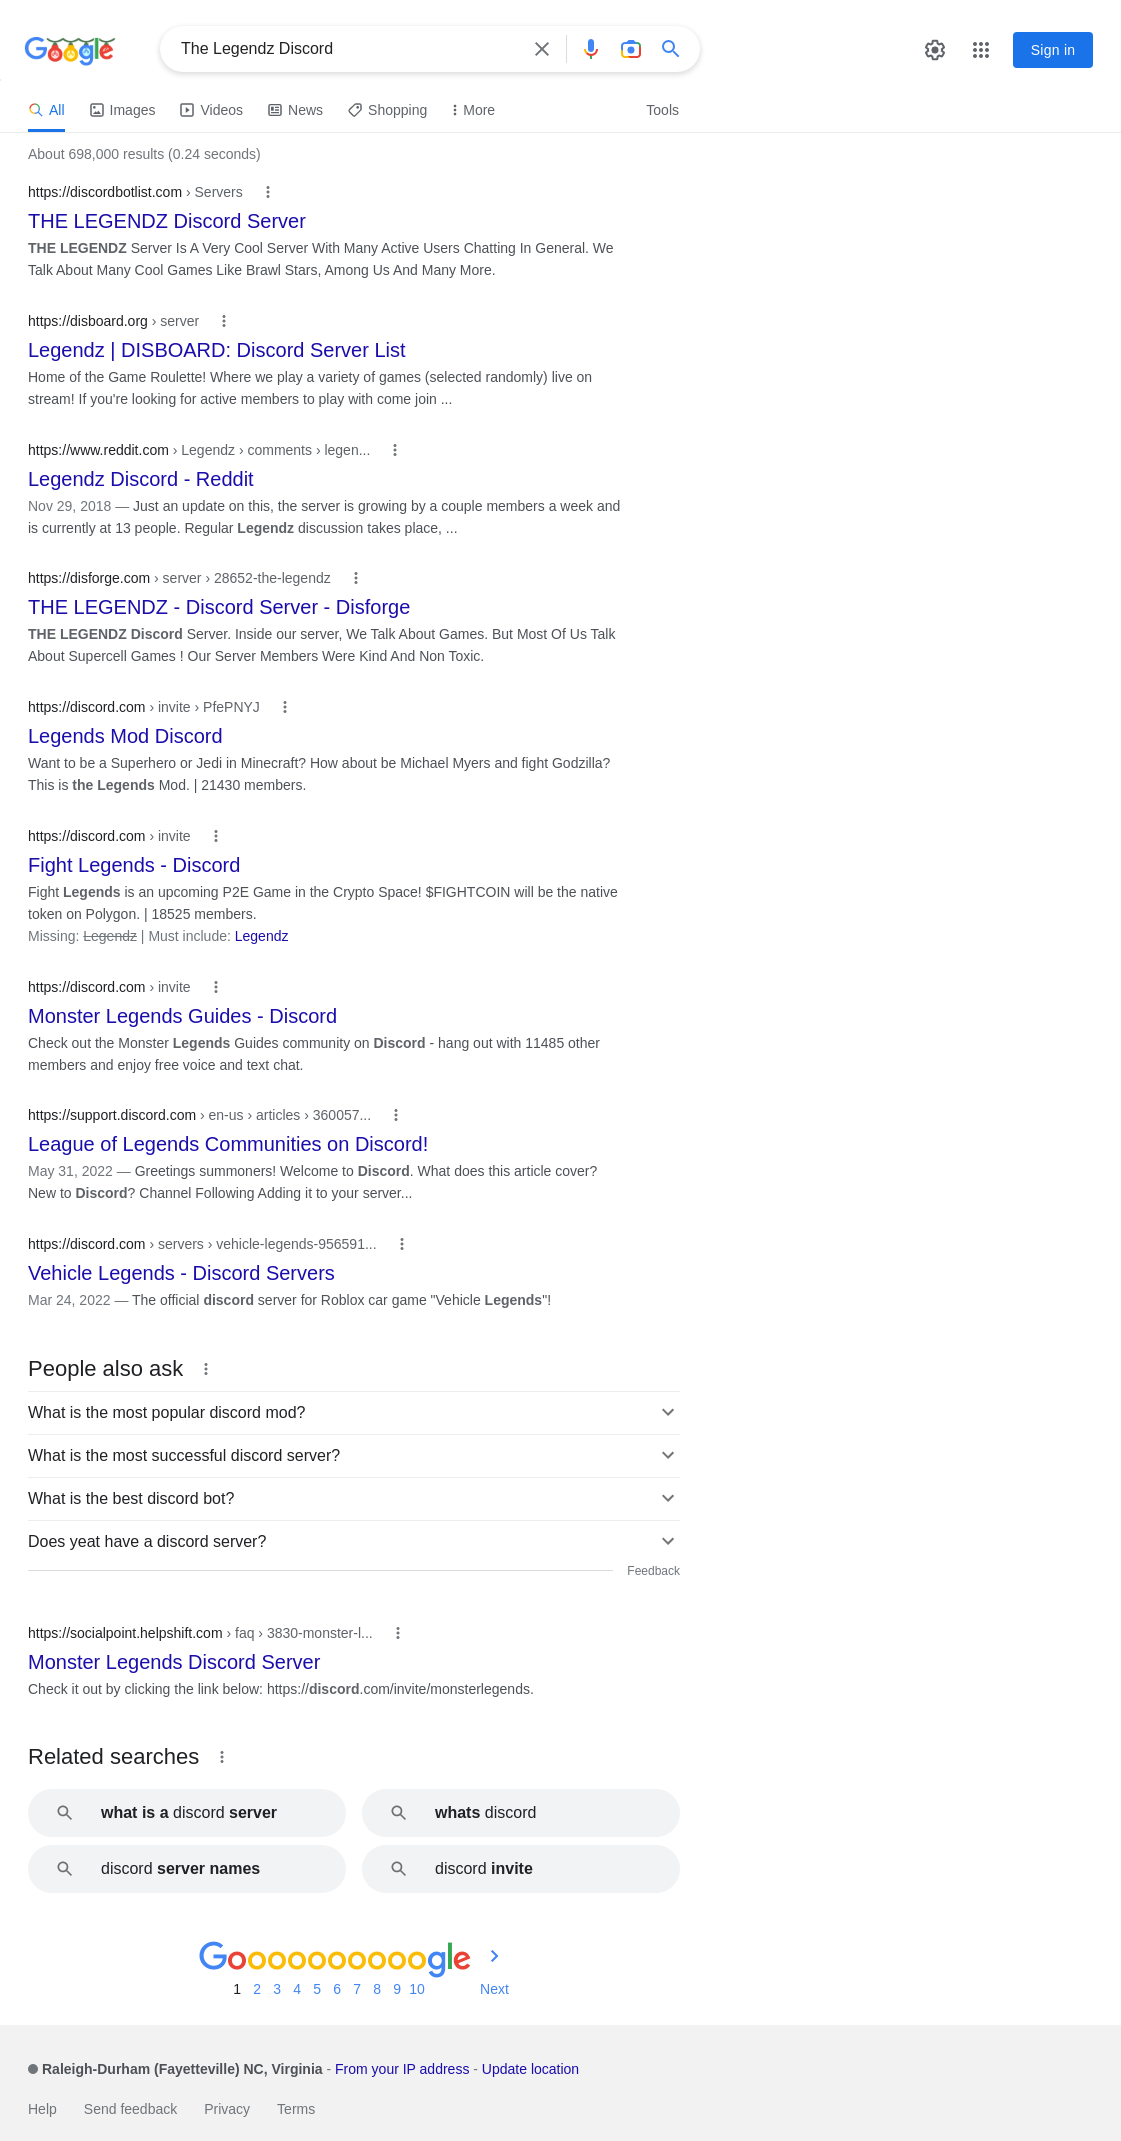 Google
The Legendz Discord
Sign in
All Images Videos News Shopping More Tools
About 698,000 results (0.24 seconds)
https://discordbotlist.com › Servers
THE LEGENDZ Discord Server
THE LEGENDZ Server Is A Very Cool Server With Many Active Users Chatting In General. We
Talk About Many Cool Games Like Brawl Stars, Among Us And Many More.
https://disboard.org › server
Legendz | DISBOARD: Discord Server List
Home of the Game Roulette! Where we play a variety of games (selected randomly) live on
stream! If you're looking for active members to play with come join ...
https://www.reddit.com › Legendz › comments › legen...
Legendz Discord - Reddit
Nov 29, 2018 — Just an update on this, the server is growing by a couple members a week and
is currently at 13 people. Regular Legendz discussion takes place, ...
https://disforge.com › server › 28652-the-legendz
THE LEGENDZ - Discord Server - Disforge
THE LEGENDZ Discord Server. Inside our server, We Talk About Games. But Most Of Us Talk
About Supercell Games ! Our Server Members Were Kind And Non Toxic.
https://discord.com › invite › PfePNYJ
Legends Mod Discord
Want to be a Superhero or Jedi in Minecraft? How about be Michael Myers and fight Godzilla?
This is the Legends Mod. | 21430 members.
https://discord.com › invite
Fight Legends - Discord
Fight Legends is an upcoming P2E Game in the Crypto Space! $FIGHTCOIN will be the native
token on Polygon. | 18525 members.
Missing: Legendz | Must include: Legendz
https://discord.com › invite
Monster Legends Guides - Discord
Check out the Monster Legends Guides community on Discord - hang out with 11485 other
members and enjoy free voice and text chat.
https://support.discord.com › en-us › articles › 360057...
League of Legends Communities on Discord!
May 31, 2022 — Greetings summoners! Welcome to Discord. What does this article cover?
New to Discord? Channel Following Adding it to your server...
https://discord.com › servers › vehicle-legends-956591...
Vehicle Legends - Discord Servers
Mar 24, 2022 — The official discord server for Roblox car game "Vehicle Legends"!
People also ask
What is the most popular discord mod?
What is the most successful discord server?
What is the best discord bot?
Does yeat have a discord server?
Feedback
https://socialpoint.helpshift.com › faq › 3830-monster-l...
Monster Legends Discord Server
Check it out by clicking the link below: https://discord.com/invite/monsterlegends.
Related searches
what is a discord server
whats discord
discord server names
discord invite
Goooooooooogle
1 2 3 4 5 6 7 8 9 10 Next
Raleigh-Durham (Fayetteville) NC, Virginia - From your IP address - Update location
Help Send feedback Privacy Terms